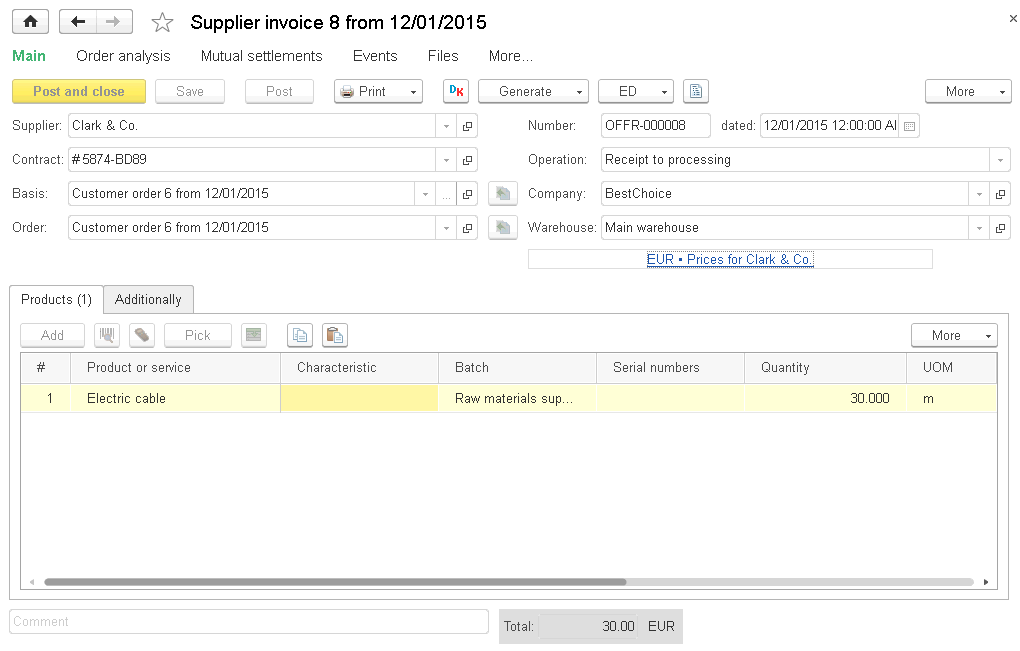 Supplier invoice 8 from 12/01/2015
Main Order analysis Mutual settlements Events Files More...
Post and close Save Post Print DK Generate ED More
Supplier: Clark & Co. Number: OFFR-000008 dated: 12/01/2015 12:00:00 AI
Contract: #5874-BD89 Operation: Receipt to processing
Basis: Customer order 6 from 12/01/2015 ... Company: BestChoice
Order: Customer order 6 from 12/01/2015 Warehouse: Main warehouse
EUR • Prices for Clark & Co.
Products (1) Additionally
Add Pick More
# Product or service Characteristic Batch Serial numbers Quantity UOM
1 Electric cable Raw materials sup... 30.000 m
Comment Total: 30.00 EUR